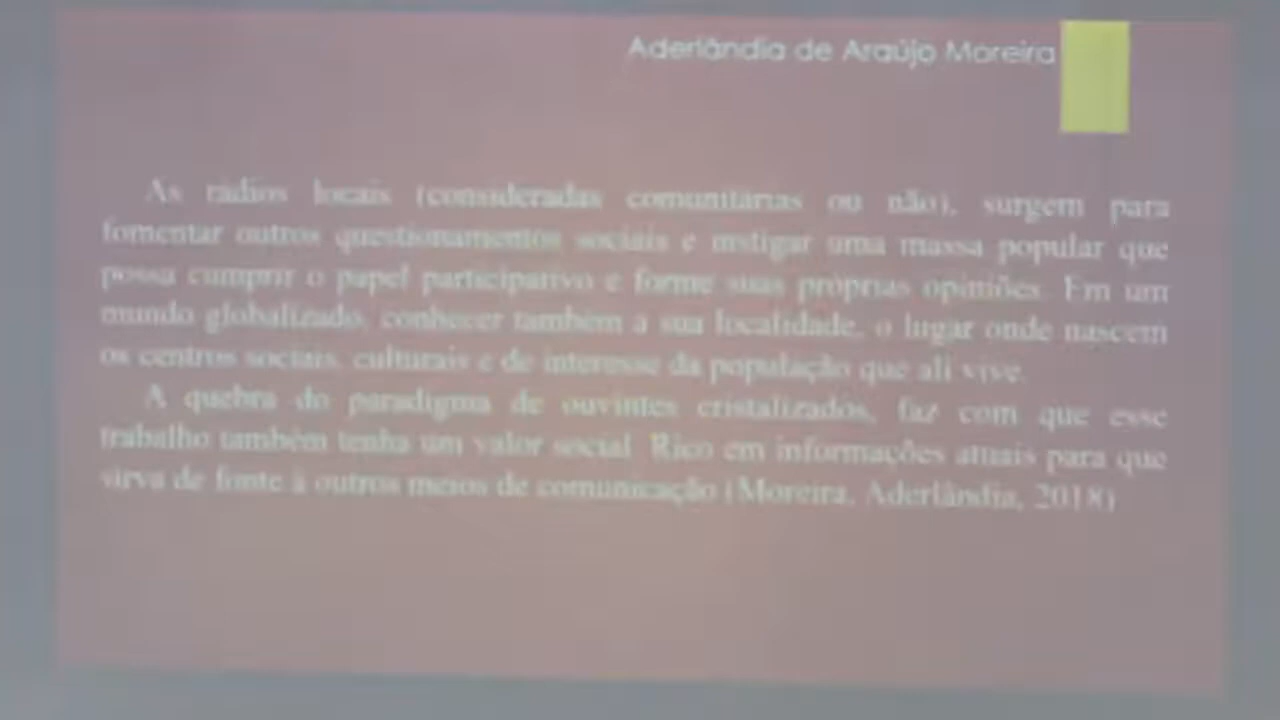 Aderlândia de Araújo Moreira
As rádios locais (consideradas comunitárias ou não), surgem para
fomentar outros questionamentos sociais e instigar uma massa popular que
possa cumprir o papel participativo e forme suas próprias opiniões. Em um
mundo globalizado, conhecer também a sua localidade, o lugar onde nascem
os centros sociais, culturais e de interesse da população que ali vive.
A quebra do paradigma de ouvintes cristalizados, faz com que esse
trabalho também tenha um valor social. Rico em informações atuais para que
sirva de fonte à outros meios de comunicação (Moreira, Aderlândia, 2018)